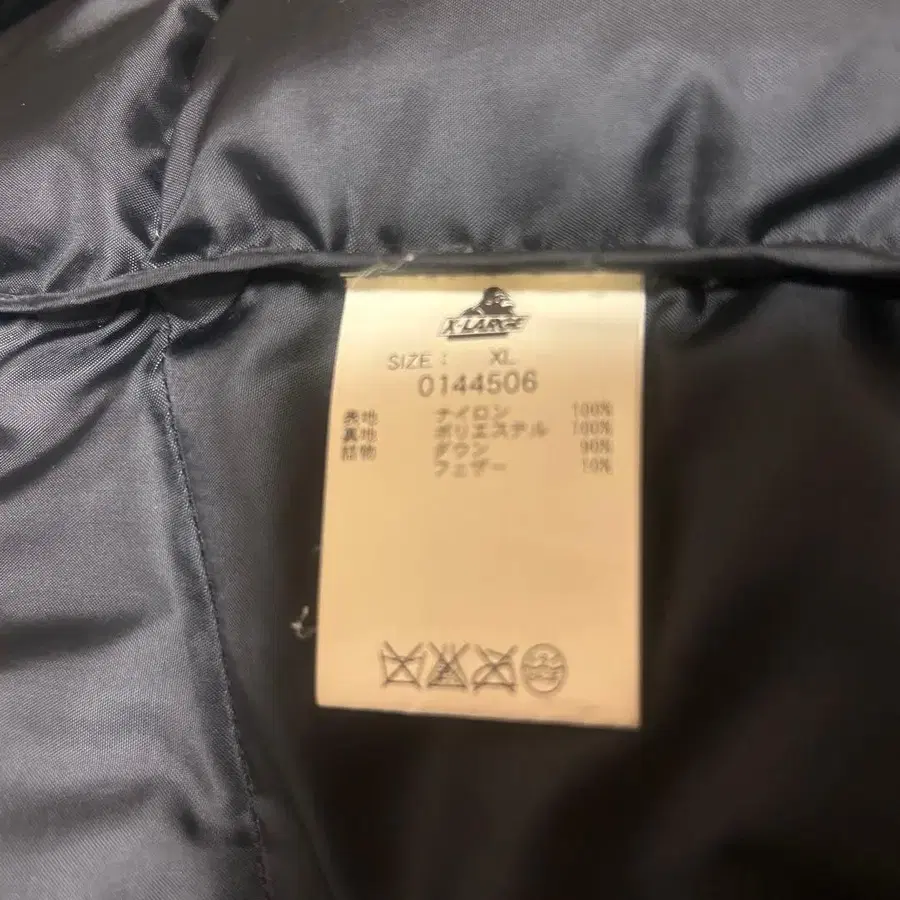 X-LARGE
SIZE : XL
0144506
表地 ナイロン 100%
裏地 ポリエステル 100%
詰物 ダウン 90%
フェザー 10%